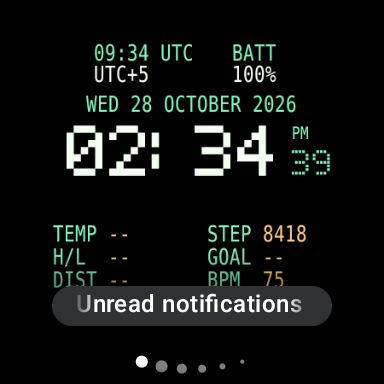 09:34 UTC BATT
UTC+5 100%
WED 28 OCTOBER 2026
02: 34 PM 39
TEMP -- STEP 8418
H/L -- GOAL --
DIST -- BPM 75
Unread notifications